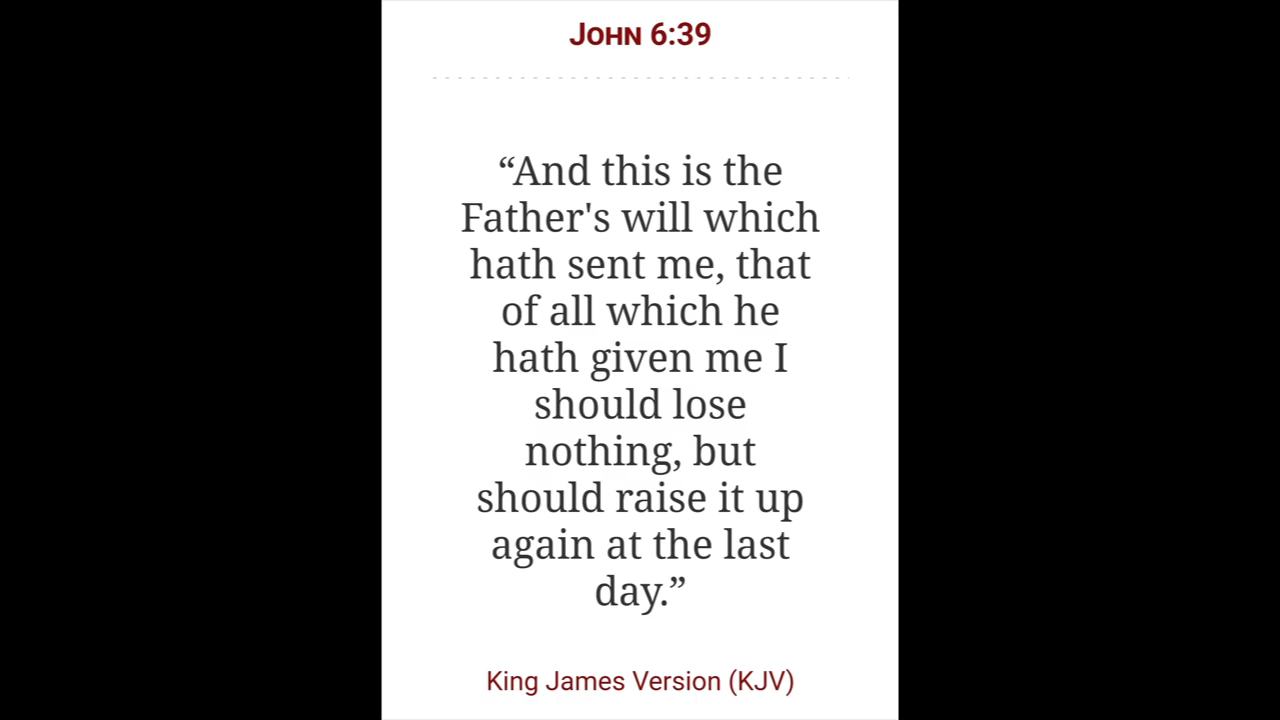 John 6:39
“And this is the
Father's will which
hath sent me, that
of all which he
hath given me I
should lose
nothing, but
should raise it up
again at the last
day.”
King James Version (KJV)